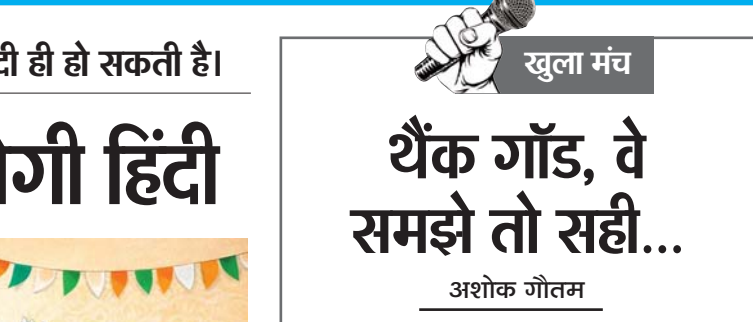 ही हो सकती है।
हिंदी
खुला मंच
थैंक गॉड, वे
समझे तो सही...
अशोक गौतम